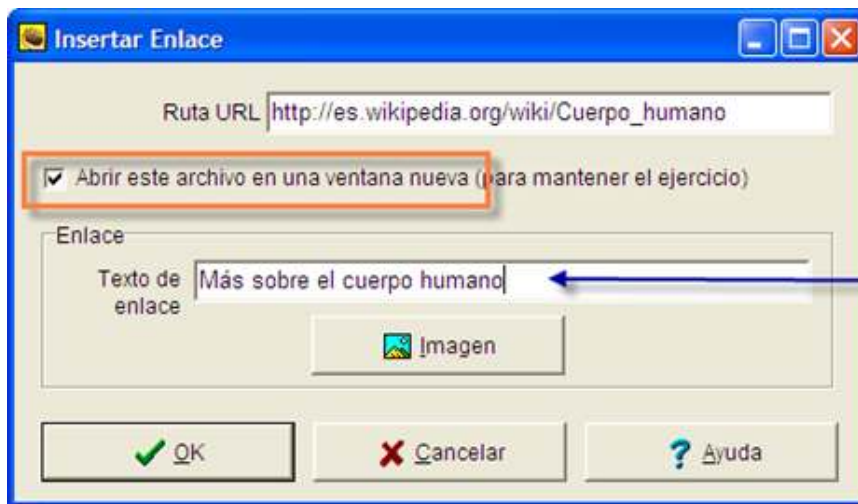 Insertar Enlace
Ruta URL http://es.wikipedia.org/wiki/Cuerpo_humano
Abrir este archivo en una ventana nueva (para mantener el ejercicio)
Enlace
Texto de enlace Más sobre el cuerpo humano
Imagen
OK Cancelar Ayuda